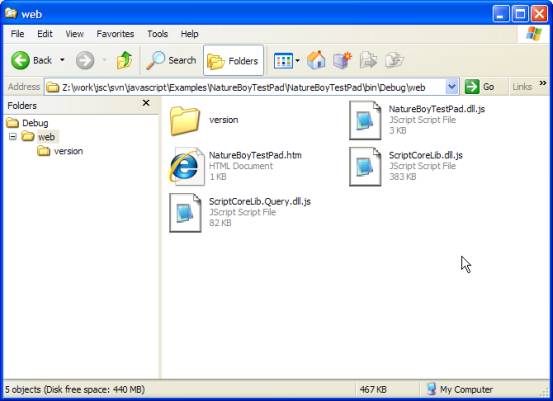 web
File Edit View Favorites Tools Help
Back Search Folders
Address Z:\work\jsc\svn\javascript\Examples\NatureBoyTestPad\NatureBoyTestPad\bin\Debug\web Go Links »
Folders
Debug
web
version
version
NatureBoyTestPad.dll.js
JScript Script File
3 KB
NatureBoyTestPad.htm
HTML Document
1 KB
ScriptCoreLib.dll.js
JScript Script File
383 KB
ScriptCoreLib.Query.dll.js
JScript Script File
82 KB
5 objects (Disk free space: 440 MB) 467 KB My Computer